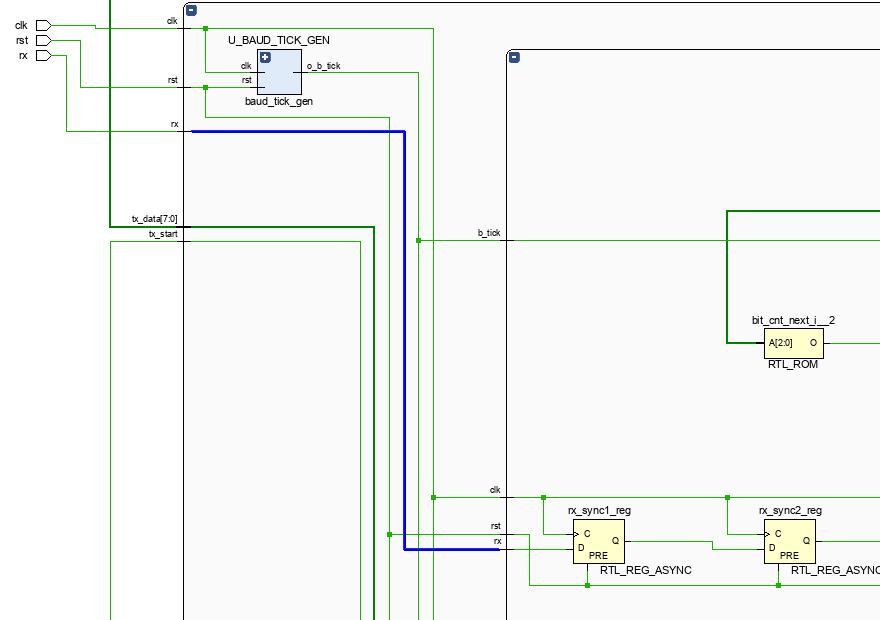 clk
rst
rx
clk
U_BAUD_TICK_GEN
clk
o_b_tick
rst
rst
baud_tick_gen
rx
tx_data[7:0]
tx_start
b_tick
bit_cnt_next_i__2
A[2:0]
O
RTL_ROM
clk
rx_sync1_reg
rx_sync2_reg
rst
C
Q
D
PRE
RTL_REG_ASYNC
rx
C
Q
D
PRE
RTL_REG_ASYNC